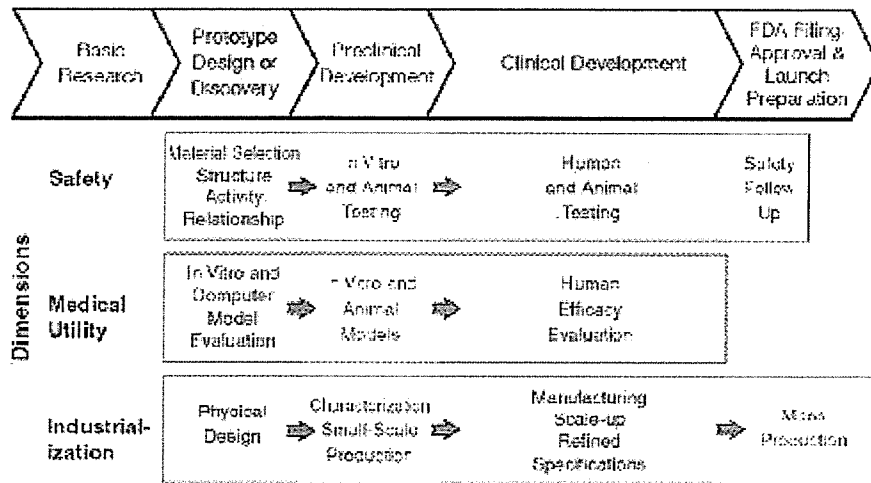 Basic
Research
Prototype
Design or
Discovery
Preclinical
Development
Clinical Development
FDA Filing
Approval &
Launch
Preparation
Dimensions
Safety
Material Selection
Structure
Activity
Relationship
In Vitro
and Animal
Testing
Human
and Animal
Testing
Safety
Follow
Up
Medical
Utility
In Vitro and
Computer
Model
Evaluation
In Vitro and
Animal
Models
Human
Efficacy
Evaluation
Industrial-
ization
Physical
Design
Characterization
Small-Scale
Production
Manufacturing
Scale-up
Refined
Specifications
Mass
Production